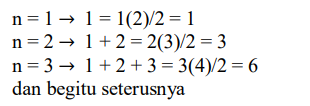 n = 1 → 1 = 1(2)/2 = 1
n = 2 → 1 + 2 = 2(3)/2 = 3
n = 3 → 1 + 2 + 3 = 3(4)/2 = 6
dan begitu seterusnya